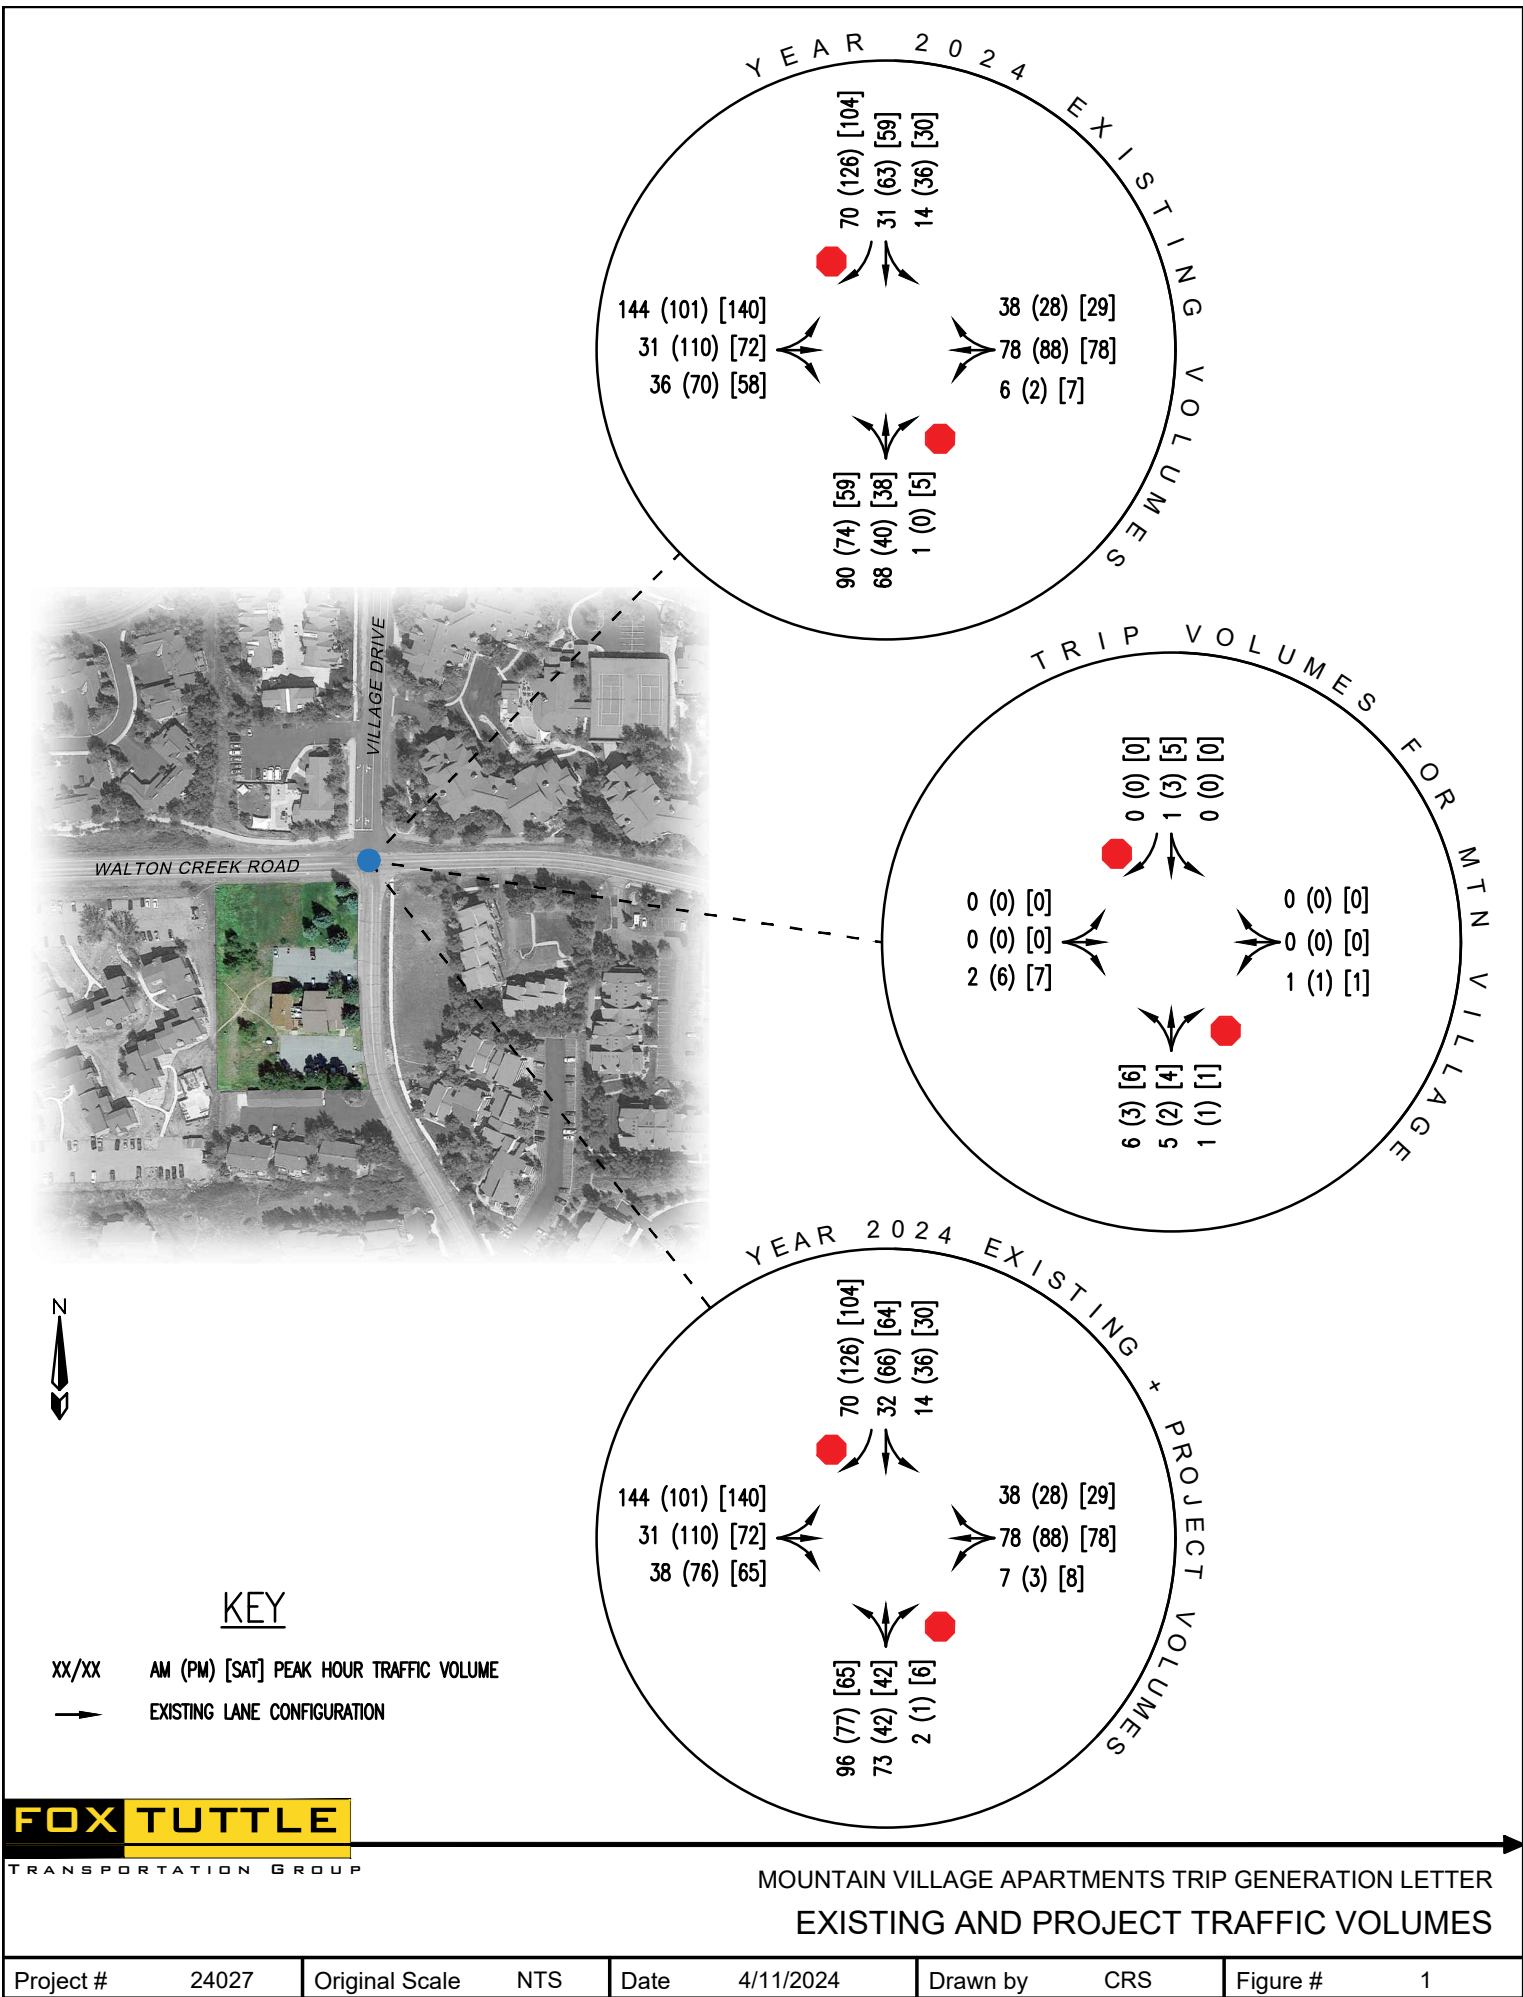 YEAR 2024 EXISTING VOLUMES
70 (126) [104]
31 (63) [59]
14 (36) [30]
144 (101) [140]
31 (110) [72]
36 (70) [58]
38 (28) [29]
78 (88) [78]
6 (2) [7]
90 (74) [59]
68 (40) [38]
1 (0) [5]
VILLAGE DRIVE
WALTON CREEK ROAD
TRIP VOLUMES FOR MTN VILLAGE
0 (0) [0]
1 (3) [5]
0 (0) [0]
0 (0) [0]
0 (0) [0]
2 (6) [7]
0 (0) [0]
0 (0) [0]
1 (1) [1]
6 (3) [6]
5 (2) [4]
1 (1) [1]
YEAR 2024 EXISTING + PROJECT VOLUMES
70 (126) [104]
32 (66) [64]
14 (36) [30]
144 (101) [140]
31 (110) [72]
38 (76) [65]
38 (28) [29]
78 (88) [78]
7 (3) [8]
96 (77) [65]
73 (42) [42]
2 (1) [6]
N
KEY
XX/XX AM (PM) [SAT] PEAK HOUR TRAFFIC VOLUME
EXISTING LANE CONFIGURATION
FOX TUTTLE
TRANSPORTATION GROUP
MOUNTAIN VILLAGE APARTMENTS TRIP GENERATION LETTER
EXISTING AND PROJECT TRAFFIC VOLUMES
Project # 24027 Original Scale NTS Date 4/11/2024 Drawn by CRS Figure # 1